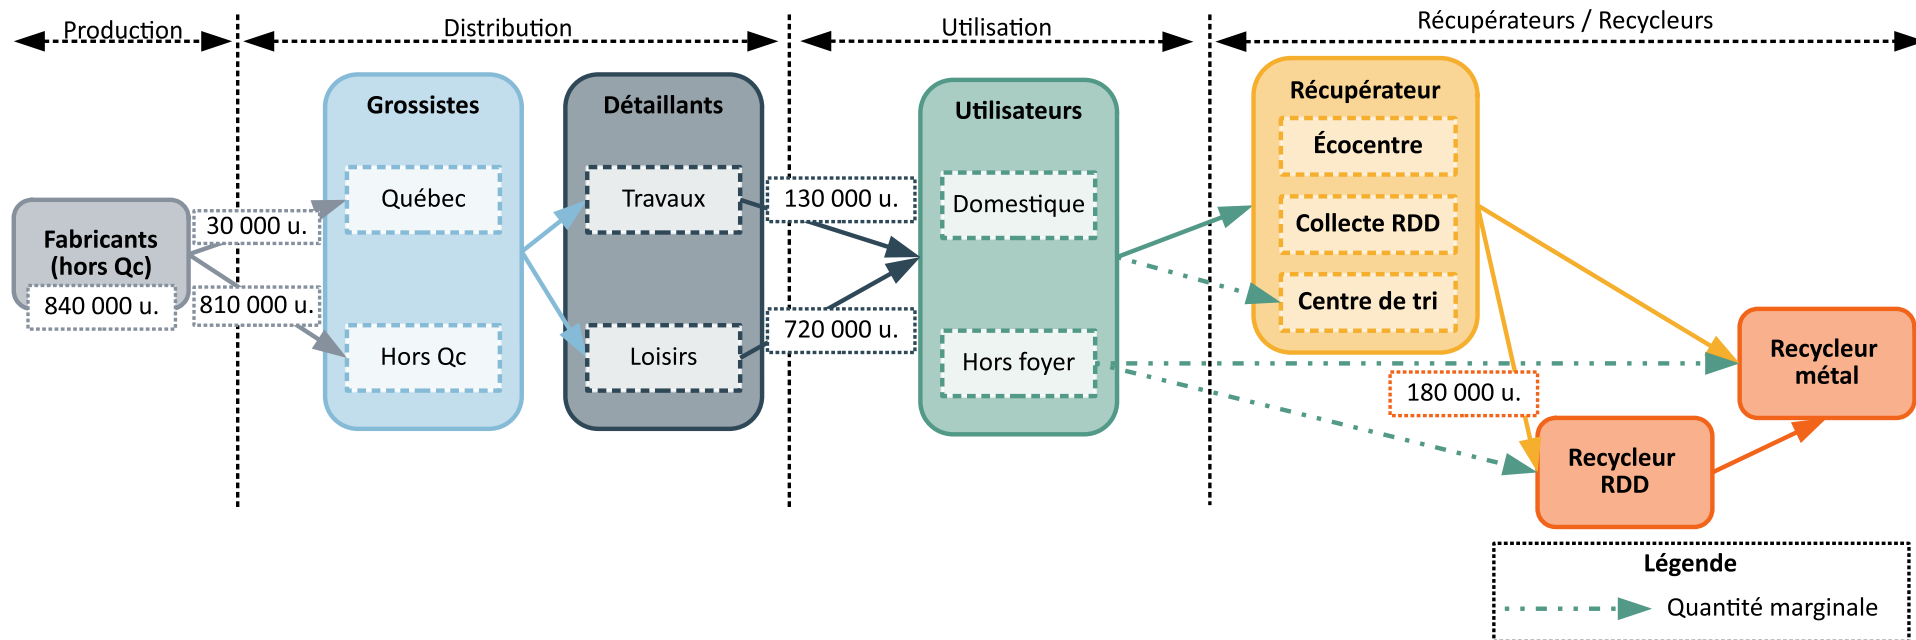 Production
Distribution
Utilisation
Récupérateurs / Recycleurs
Fabricants
(hors Qc)
840 000 u.
30 000 u.
810 000 u.
Grossistes
Québec
Hors Qc
Détaillants
Travaux
Loisirs
130 000 u.
720 000 u.
Utilisateurs
Domestique
Hors foyer
Récupérateur
Écocentre
Collecte RDD
Centre de tri
180 000 u.
Recycleur
métal
Recycleur
RDD
Légende
Quantité marginale